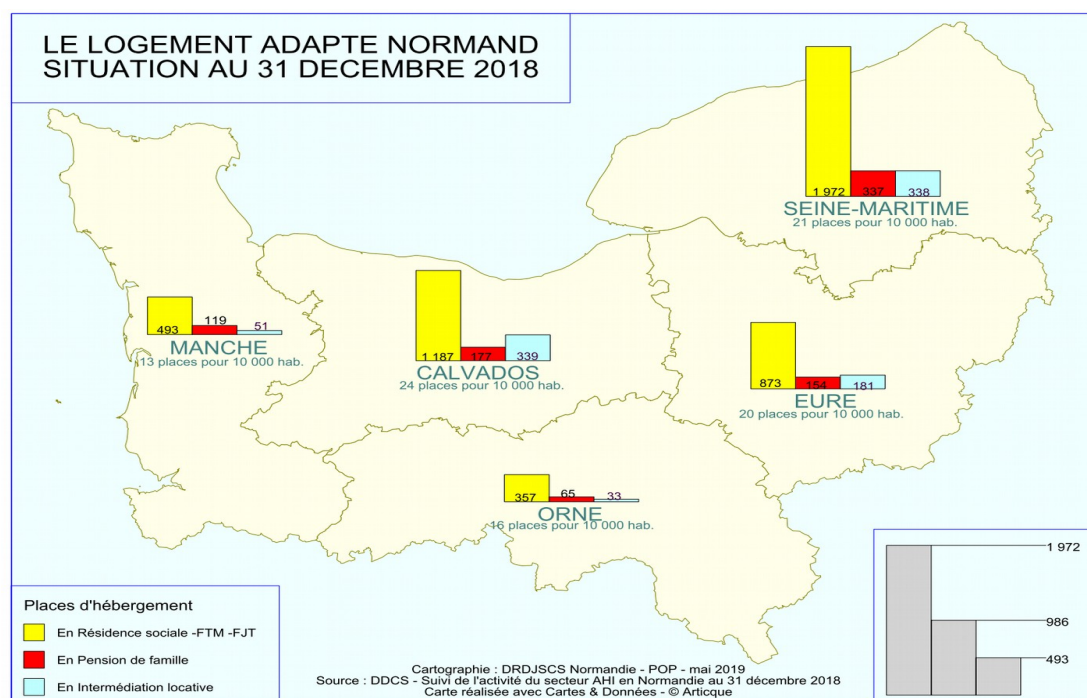 LE LOGEMENT ADAPTE NORMAND
SITUATION AU 31 DECEMBRE 2018
1 972
337
338
SEINE-MARITIME
21 places pour 10 000 hab.
493
119
51
MANCHE
13 places pour 10 000 hab.
1 187
177
339
CALVADOS
24 places pour 10 000 hab.
873
154
181
EURE
20 places pour 10 000 hab.
357
65
33
ORNE
16 places pour 10 000 hab.
Places d'hébergement
En Résidence sociale -FTM -FJT
En Pension de famille
En Intermédiation locative
Cartographie : DRDJSCS Normandie - POP - mai 2019
Source : DDCS - Suivi de l'activité du secteur AHI en Normandie au 31 décembre 2018
Carte réalisée avec Cartes & Données - © Articque
1 972
986
493